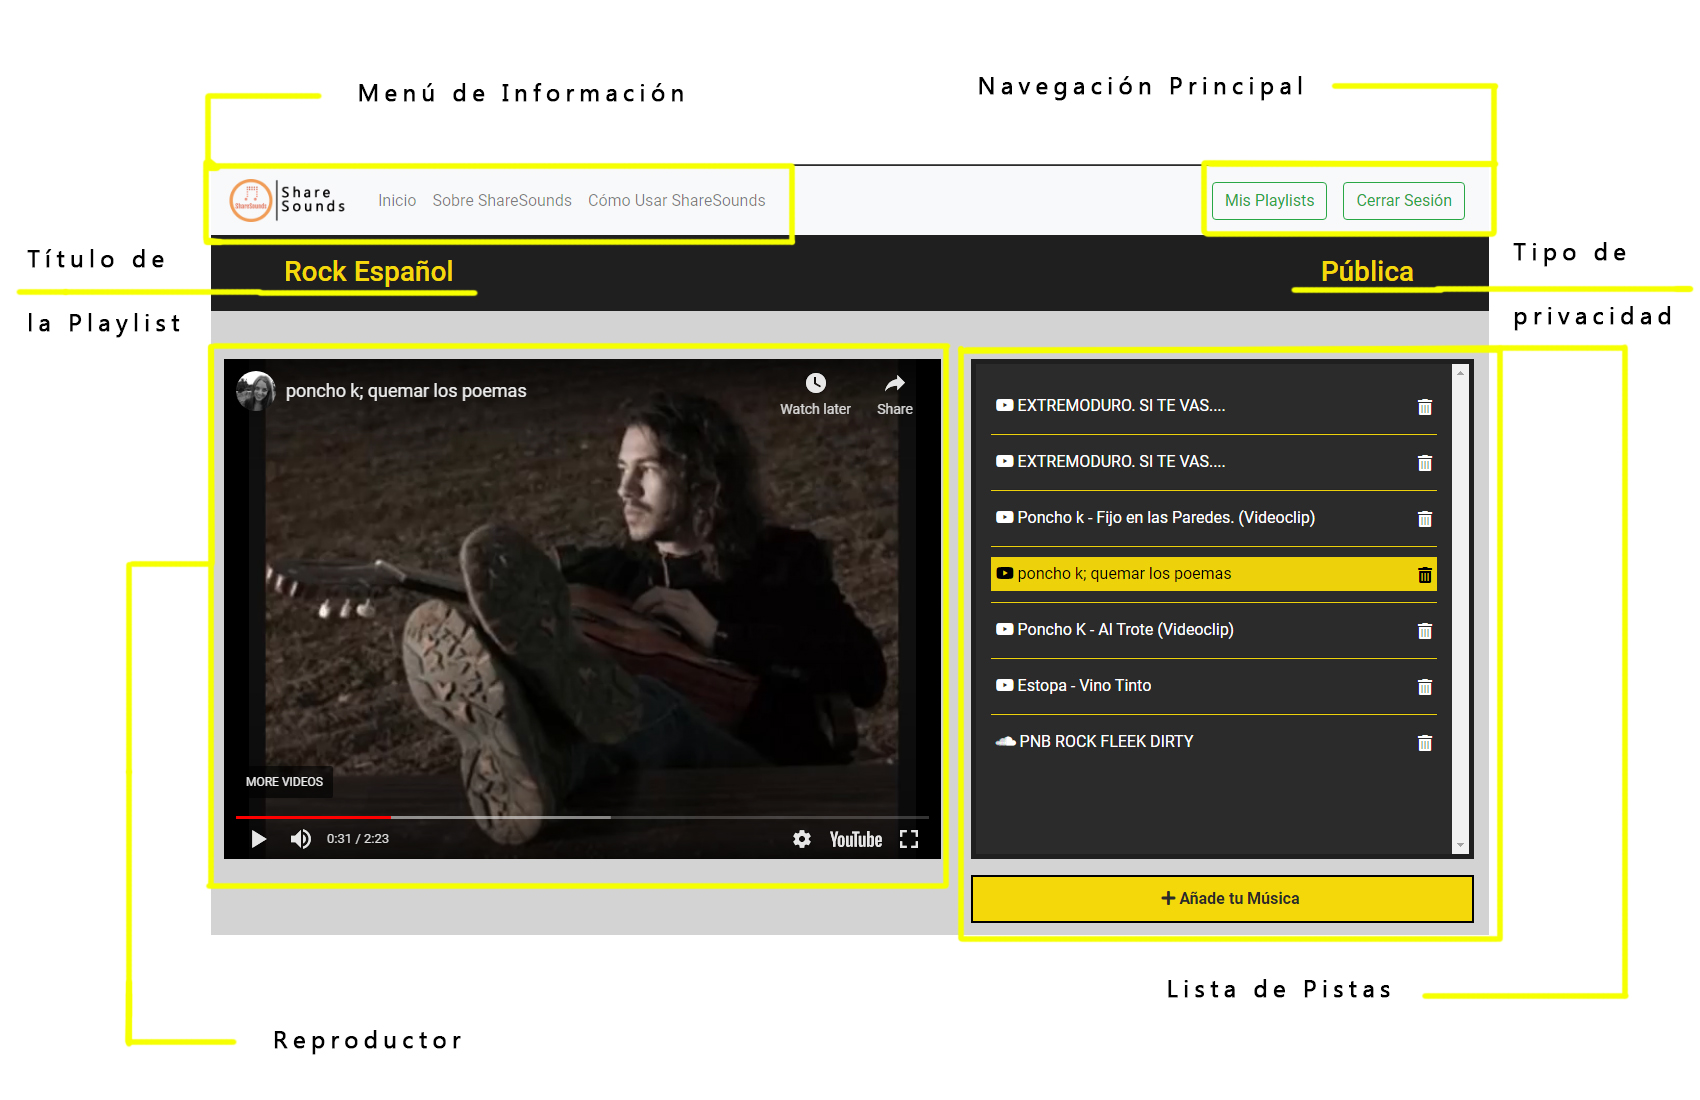 Menú de Información
Navegación Principal
ShareSounds
Share
Sounds
Inicio
Sobre ShareSounds
Cómo Usar ShareSounds
Mis Playlists
Cerrar Sesión
Título de
la Playlist
Rock Español
Pública
Tipo de
privacidad
poncho k; quemar los poemas
Watch later
Share
MORE VIDEOS
0:31 / 2:23
YouTube
EXTREMODURO. SI TE VAS....
EXTREMODURO. SI TE VAS....
Poncho k - Fijo en las Paredes. (Videoclip)
poncho k; quemar los poemas
Poncho K - Al Trote (Videoclip)
Estopa - Vino Tinto
PNB ROCK FLEEK DIRTY
Añade tu Música
Lista de Pistas
Reproductor